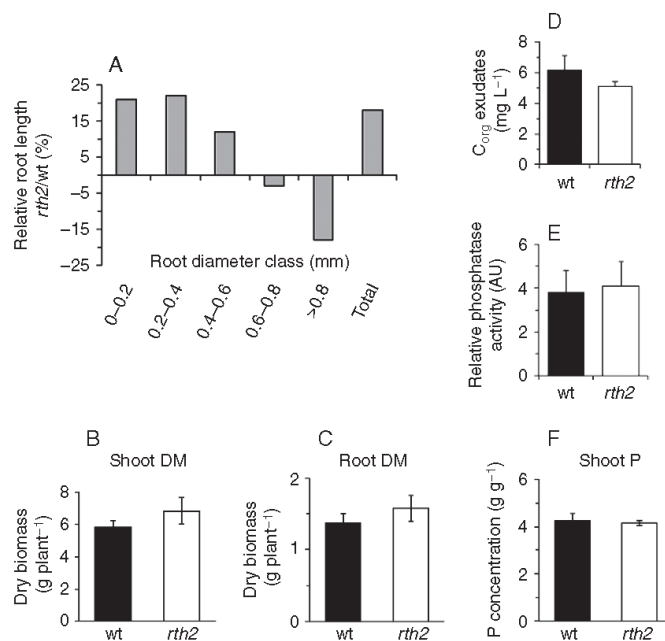 A
Relative root length
rth2/wt (%)
25
15
5
−5
−15
−25
Root diameter class (mm)
0–0.2
0.2–0.4
0.4–0.6
0.6–0.8
>0.8
Total
D
Corg exudates
(mg L−1)
8
6
4
2
0
wt
rth2
E
Relative phosphatase
activity (AU)
8
6
4
2
0
wt
rth2
B
Shoot DM
Dry biomass
(g plant−1)
8
6
4
2
0
wt
rth2
C
Root DM
Dry biomass
(g plant−1)
2
1
0
wt
rth2
F
Shoot P
P concentration (g g−1)
6
4
2
0
wt
rth2